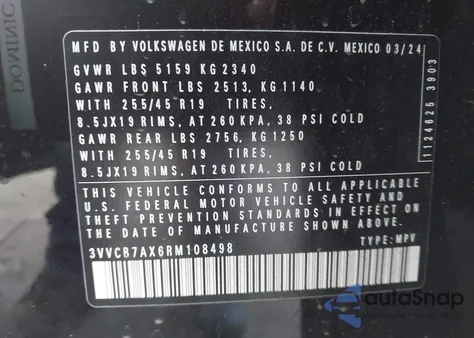 DOMINIC
MFD BY VOLKSWAGEN DE MEXICO S.A. DE C.V. MEXICO 03/24
GVWR LBS 5159 KG 2340
GAWR FRONT LBS 2513, KG 1140
WITH 255/45 R19 TIRES,
8.5JX19 RIMS, AT 260 KPA, 38 PSI COLD
GAWR REAR LBS 2756, KG 1250
WITH 255/45 R19 TIRES,
8.5JX19 RIMS, AT 260KPA, 38 PSI COLD
THIS VEHICLE CONFORMS TO ALL APPLICABLE
U.S. FEDERAL MOTOR VEHICLE SAFETY AND
THEFT PREVENTION STANDARDS IN EFFECT ON
THE DATE OF MANUFACTURE SHOWN ABOVE.
3VVCB7AX6RM108498
TYPE: MPV
1124625 3903
autoSnap